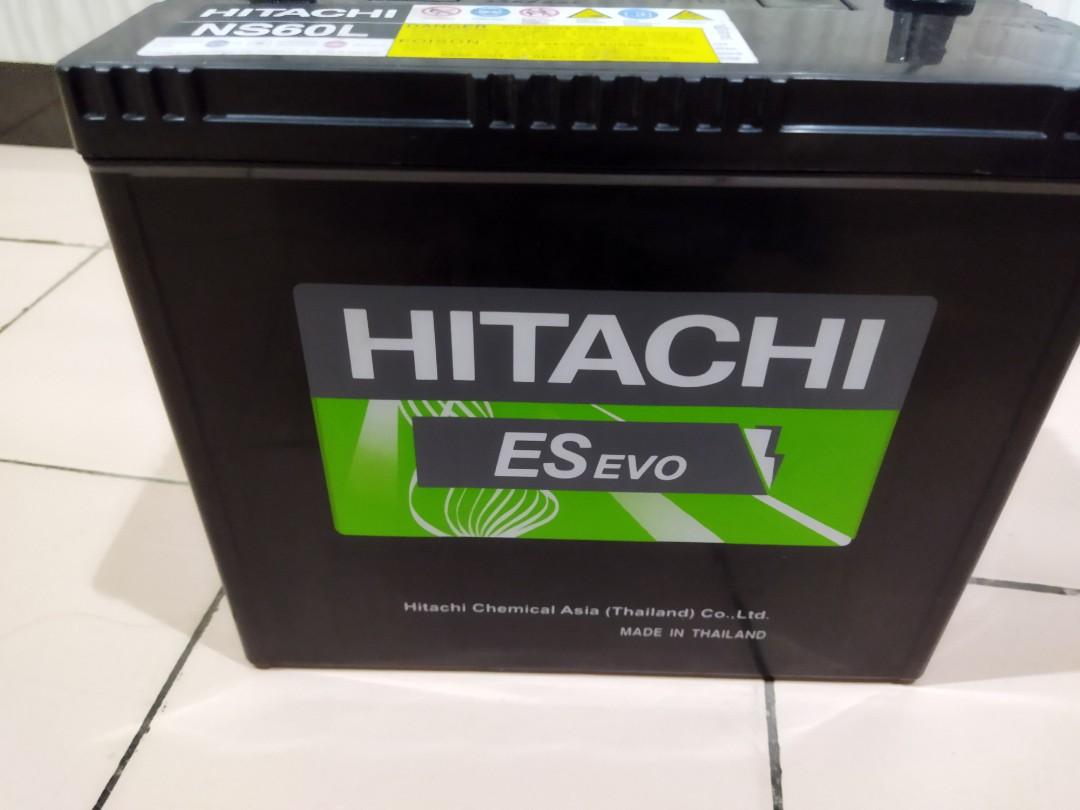 HITACHI
NS60L
DANGER
POISON
HITACHI
ES EVO
Hitachi Chemical Asia (Thailand) Co.,Ltd.
MADE IN THAILAND